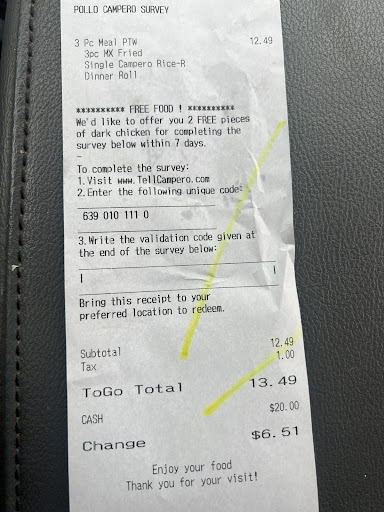 POLLO CAMPERO SURVEY
3 Pc Meal PTW 12.49
3pc MX Fried
Single Campero Rice-R
Dinner Roll
********** FREE FOOD ! **********
We'd like to offer you 2 FREE pieces
of dark chicken for completing the
survey below within 7 days.
-
To complete the survey:
1.Visit www.TellCampero.com
2.Enter the following unique code:
639 010 111 0
3.Write the validation code given at
the end of the survey below:
Bring this receipt to your
preferred location to redeem.
Subtotal 12.49
Tax 1.00
ToGo Total 13.49
CASH $20.00
Change $6.51
Enjoy your food
Thank you for your visit!